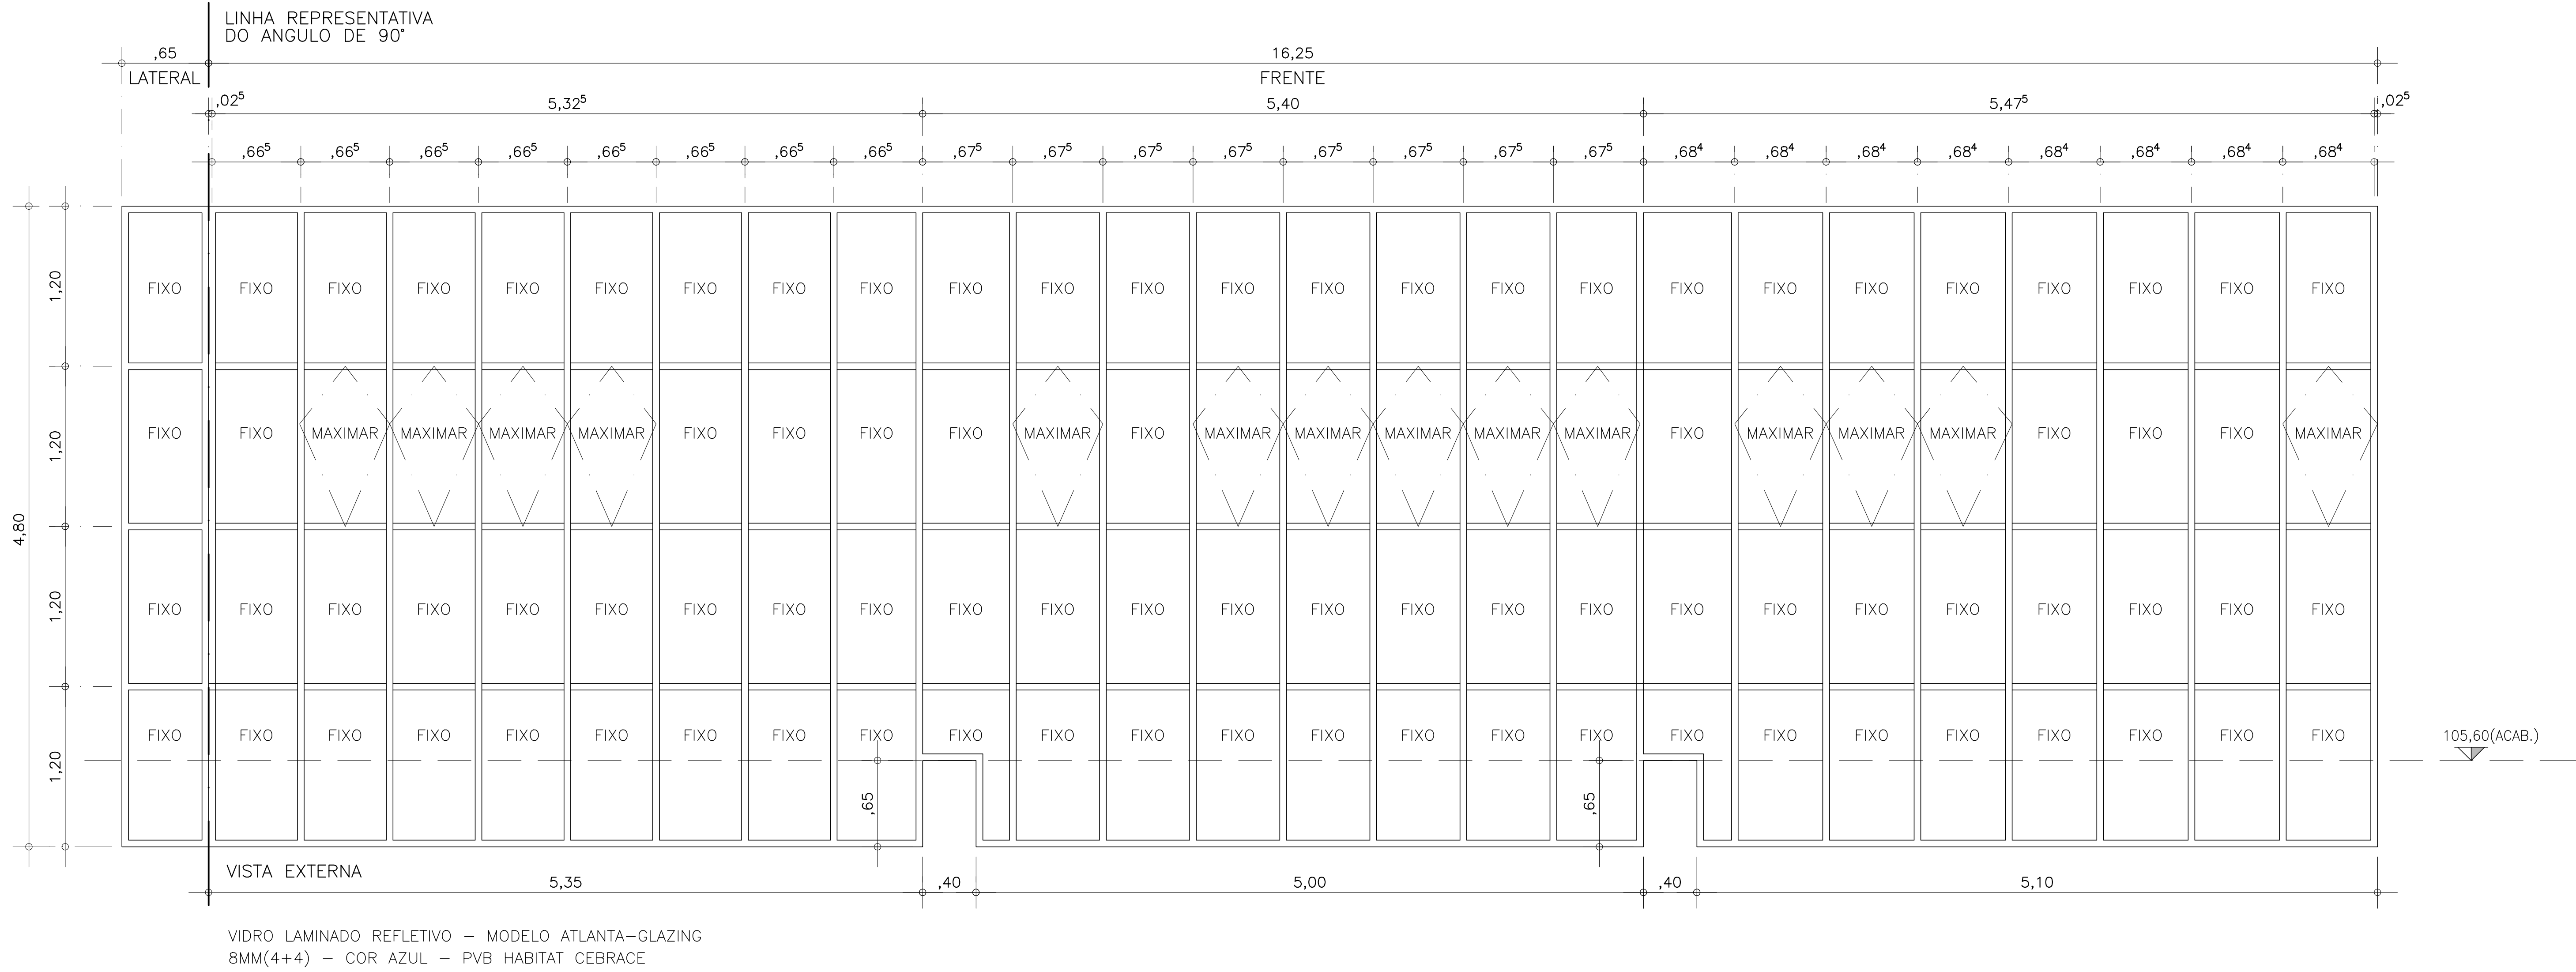 LINHA REPRESENTATIVA
DO ANGULO DE 90°
,65 16,25
LATERAL FRENTE
,02⁵ 5,32⁵ 5,40 5,47⁵ ,02⁵
,66⁵ ,66⁵ ,66⁵ ,66⁵ ,66⁵ ,66⁵ ,66⁵ ,66⁵ ,67⁵ ,67⁵ ,67⁵ ,67⁵ ,67⁵ ,67⁵ ,67⁵ ,67⁵ ,68⁴ ,68⁴ ,68⁴ ,68⁴ ,68⁴ ,68⁴ ,68⁴ ,68⁴
1,20 FIXO FIXO FIXO FIXO FIXO FIXO FIXO FIXO FIXO FIXO FIXO FIXO FIXO FIXO FIXO FIXO FIXO FIXO FIXO FIXO FIXO FIXO FIXO FIXO FIXO
1,20 FIXO FIXO MAXIMAR MAXIMAR MAXIMAR MAXIMAR FIXO FIXO FIXO FIXO MAXIMAR FIXO MAXIMAR MAXIMAR MAXIMAR MAXIMAR MAXIMAR FIXO MAXIMAR MAXIMAR MAXIMAR FIXO FIXO FIXO MAXIMAR
4,80
1,20 FIXO FIXO FIXO FIXO FIXO FIXO FIXO FIXO FIXO FIXO FIXO FIXO FIXO FIXO FIXO FIXO FIXO FIXO FIXO FIXO FIXO FIXO FIXO FIXO FIXO
FIXO FIXO FIXO FIXO FIXO FIXO FIXO FIXO FIXO FIXO FIXO FIXO FIXO FIXO FIXO FIXO FIXO FIXO FIXO FIXO FIXO FIXO FIXO FIXO FIXO 105,60(ACAB.)
1,20 ,65 ,65
VISTA EXTERNA
5,35 ,40 5,00 ,40 5,10
VIDRO LAMINADO REFLETIVO – MODELO ATLANTA–GLAZING
8MM(4+4) – COR AZUL – PVB HABITAT CEBRACE